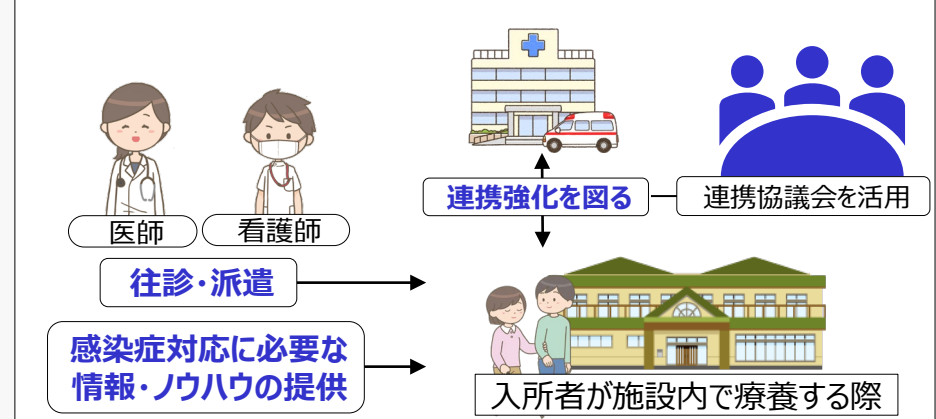 医師
看護師
連携強化を図る
連携協議会を活用
往診・派遣
感染症対応に必要な
情報・ノウハウの提供
入所者が施設内で療養する際